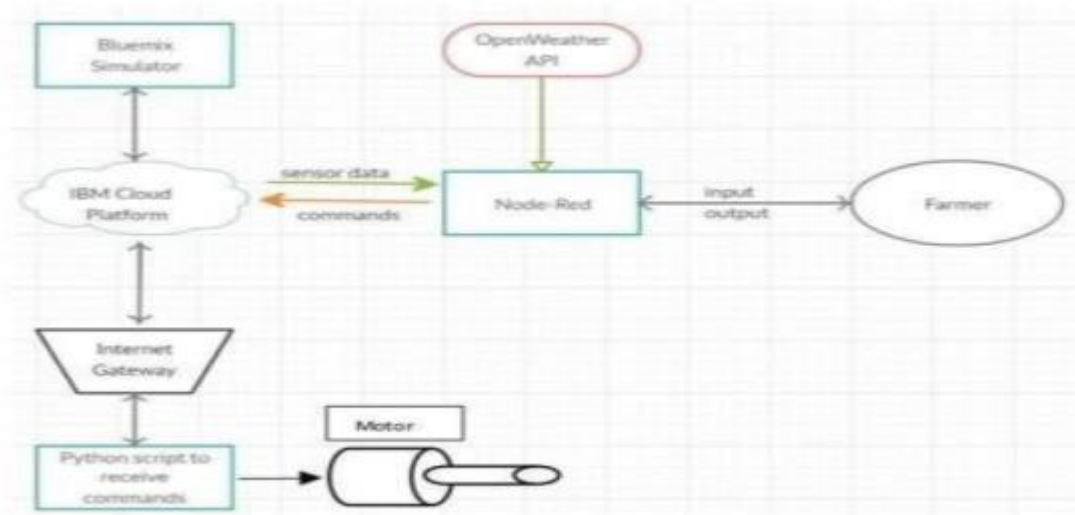 Bluemix
Simulator
OpenWeather
API
IBM Cloud
Platform
sensor data
commands
Node-Red
input
output
Farmer
Internet
Gateway
Motor
Python script to
receive
commands